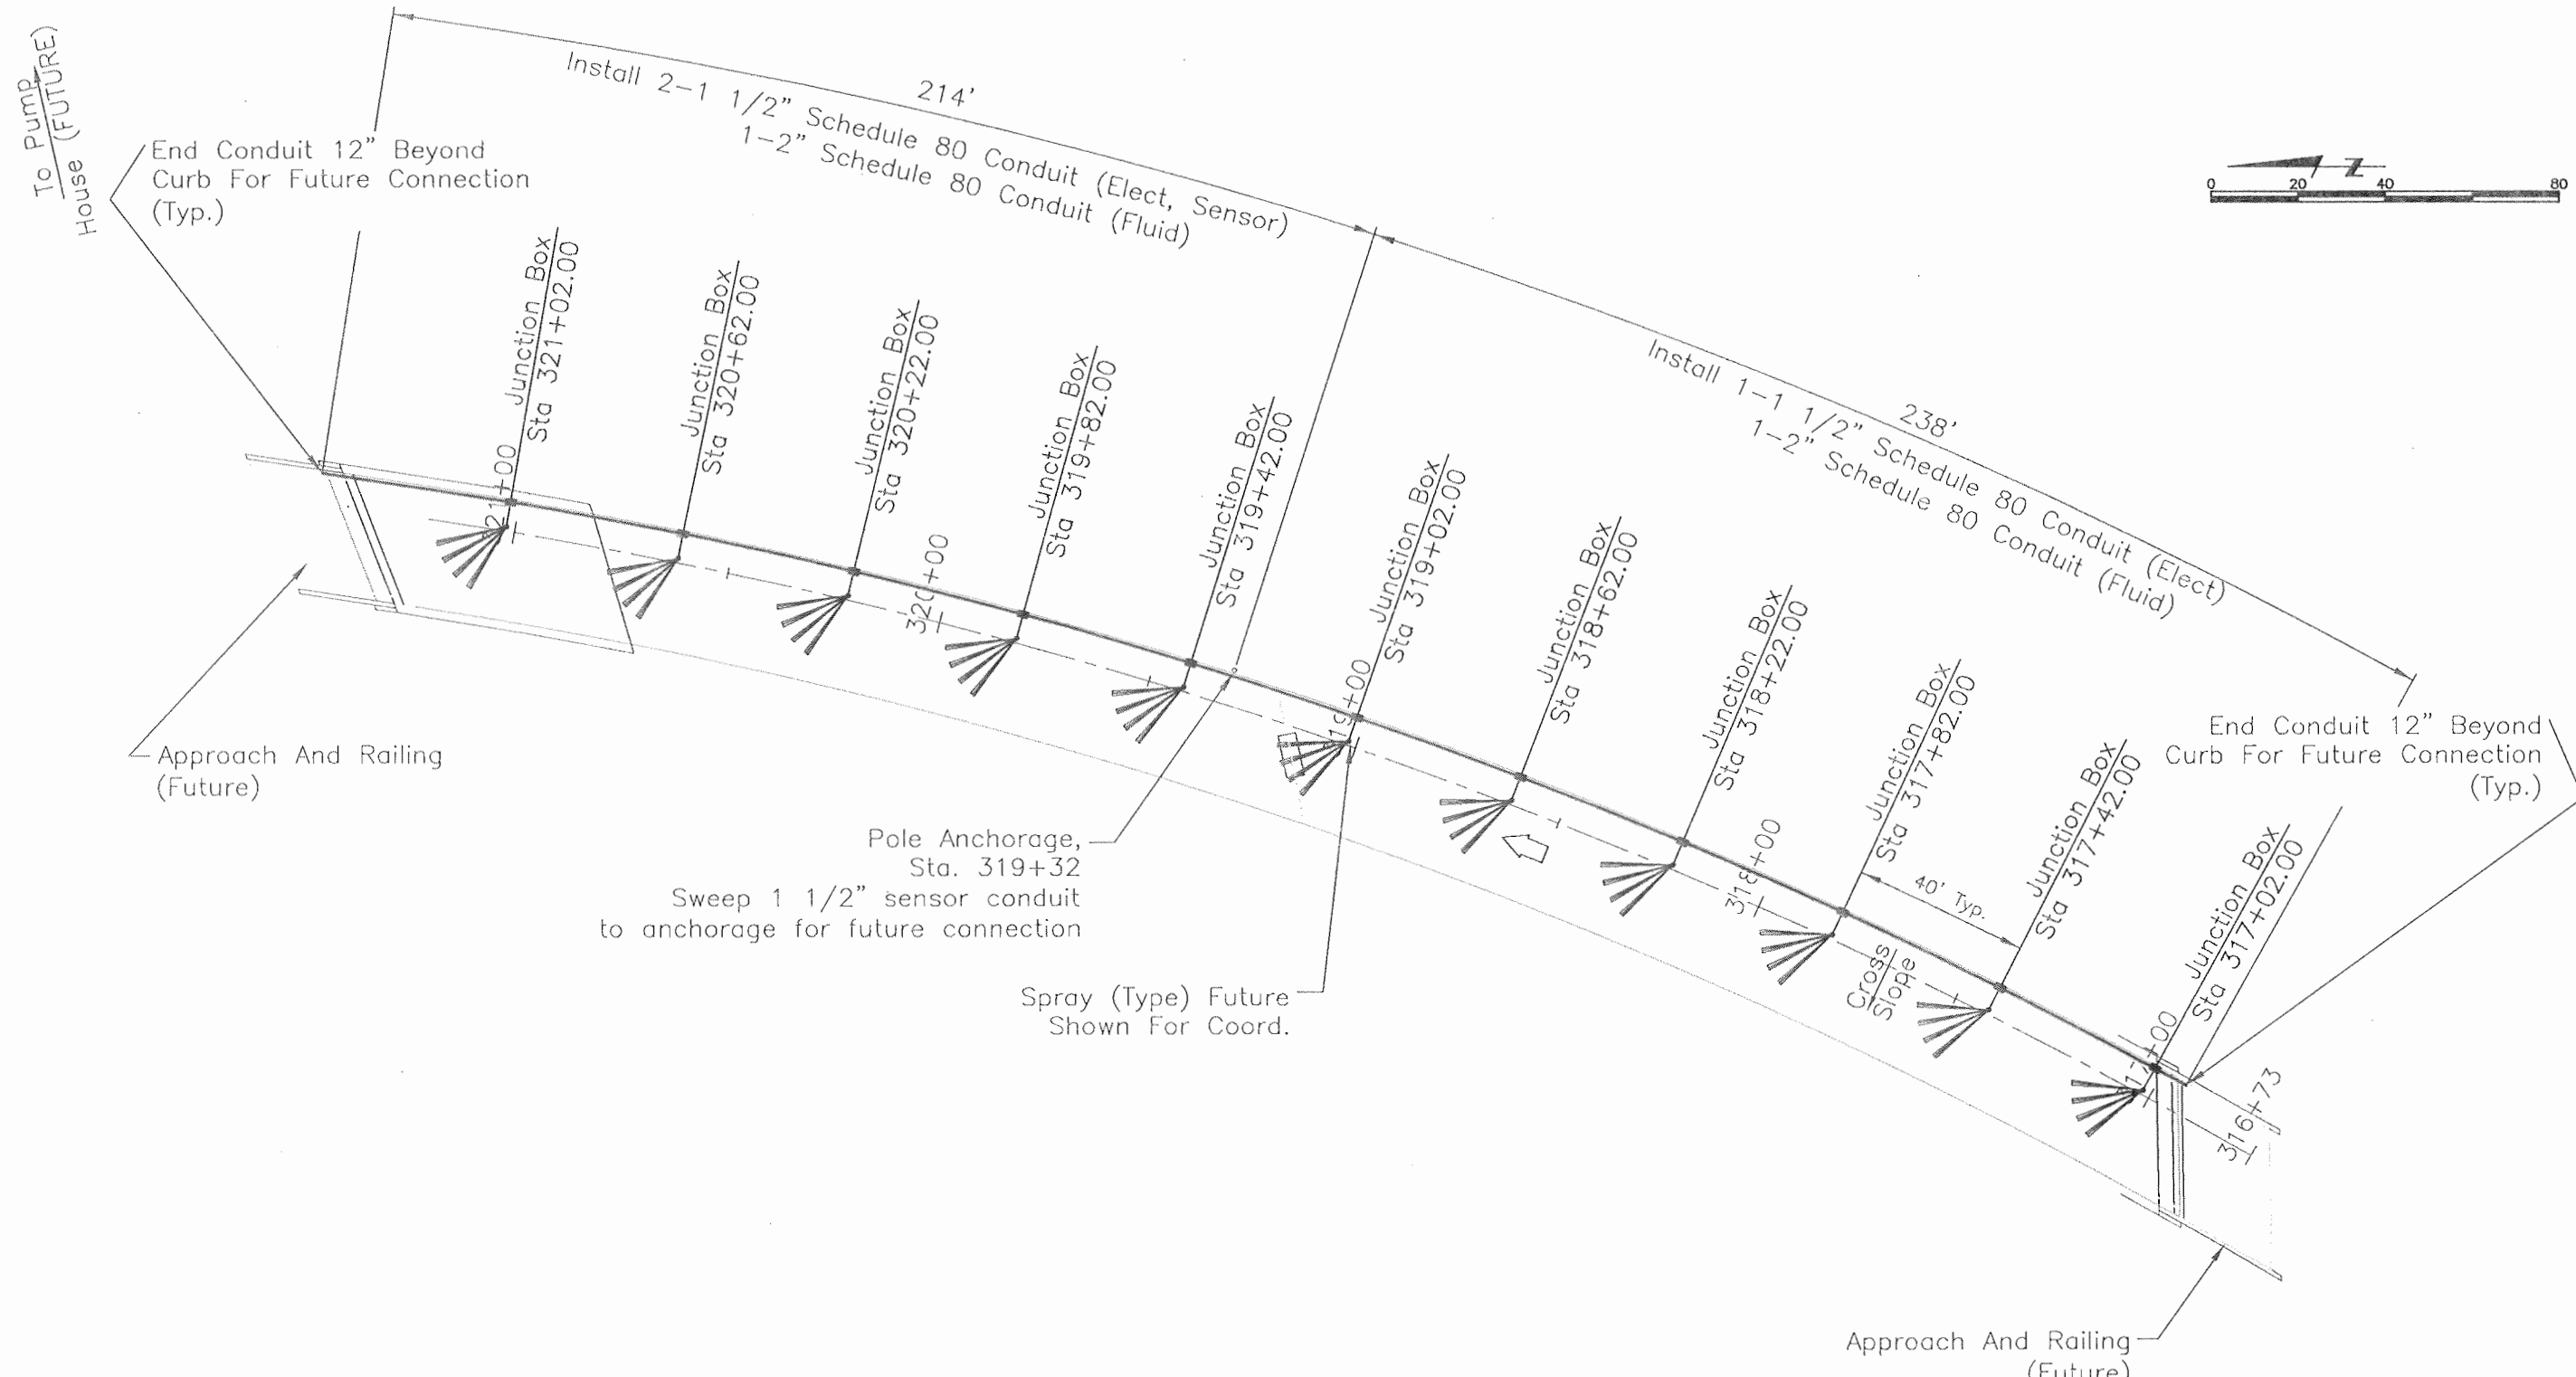 To Pump
House (FUTURE)
End Conduit 12" Beyond
Curb For Future Connection
(Typ.)
214'
Install 2-1 1/2" Schedule 80 Conduit (Elect, Sensor)
1-2" Schedule 80 Conduit (Fluid)
Z
0 20 40 80
238'
Install 1-1 1/2" Schedule 80 Conduit (Elect)
1-2" Schedule 80 Conduit (Fluid)
Junction Box
Sta 321+02.00
Junction Box
Sta 320+62.00
Junction Box
Sta 320+22.00
Junction Box
Sta 319+82.00
Junction Box
Sta 319+42.00
Junction Box
Sta 319+02.00
Junction Box
Sta 318+62.00
Junction Box
Sta 318+22.00
Junction Box
Sta 317+82.00
Junction Box
Sta 317+42.00
Junction Box
Sta 317+02.00
321+00
320+00
319+00
318+00
317+00
316+73
40' Typ.
Cross
Slope
End Conduit 12" Beyond
Curb For Future Connection
(Typ.)
Approach And Railing
(Future)
Pole Anchorage,
Sta. 319+32
Sweep 1 1/2" sensor conduit
to anchorage for future connection
Spray (Type) Future
Shown For Coord.
Approach And Railing
(Future)